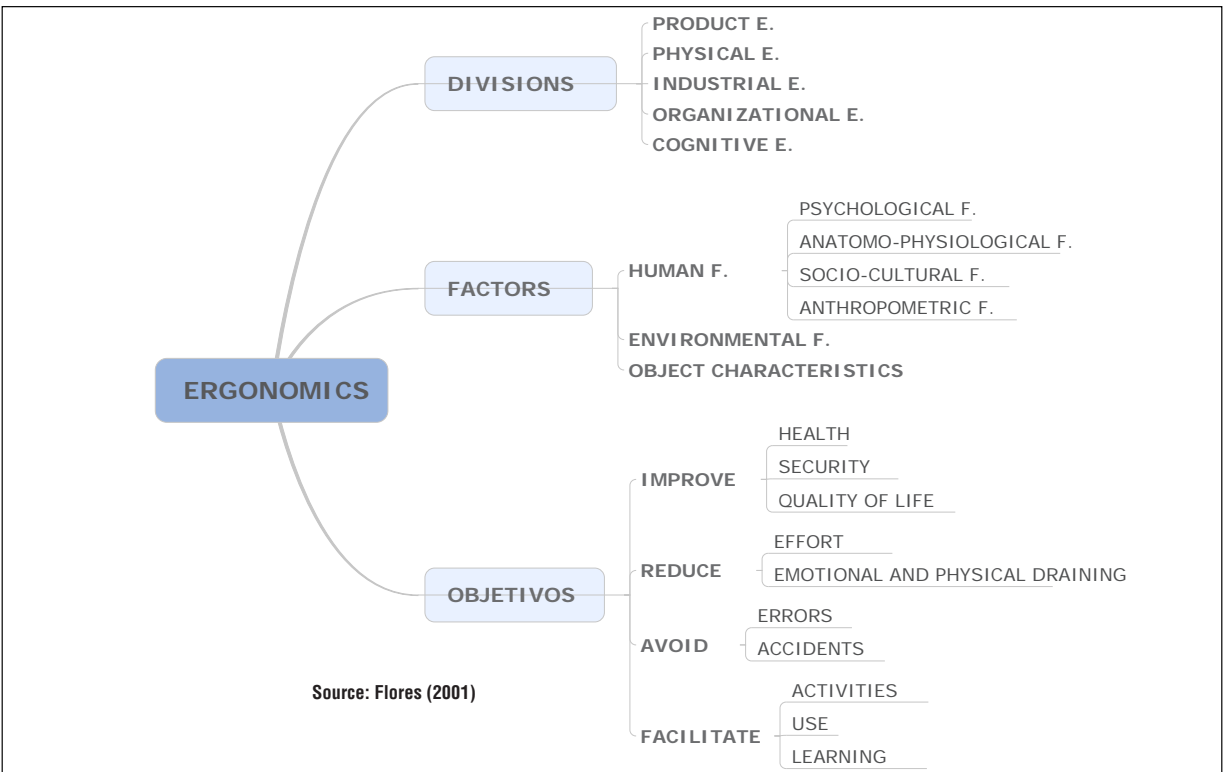 ERGONOMICS
DIVISIONS
PRODUCT E.
PHYSICAL E.
INDUSTRIAL E.
ORGANIZATIONAL E.
COGNITIVE E.
FACTORS
HUMAN F.
PSYCHOLOGICAL F.
ANATOMO-PHYSIOLOGICAL F.
SOCIO-CULTURAL F.
ANTHROPOMETRIC F.
ENVIRONMENTAL F.
OBJECT CHARACTERISTICS
OBJETIVOS
IMPROVE
HEALTH
SECURITY
QUALITY OF LIFE
REDUCE
EFFORT
EMOTIONAL AND PHYSICAL DRAINING
AVOID
ERRORS
ACCIDENTS
FACILITATE
ACTIVITIES
USE
LEARNING
Source: Flores (2001)